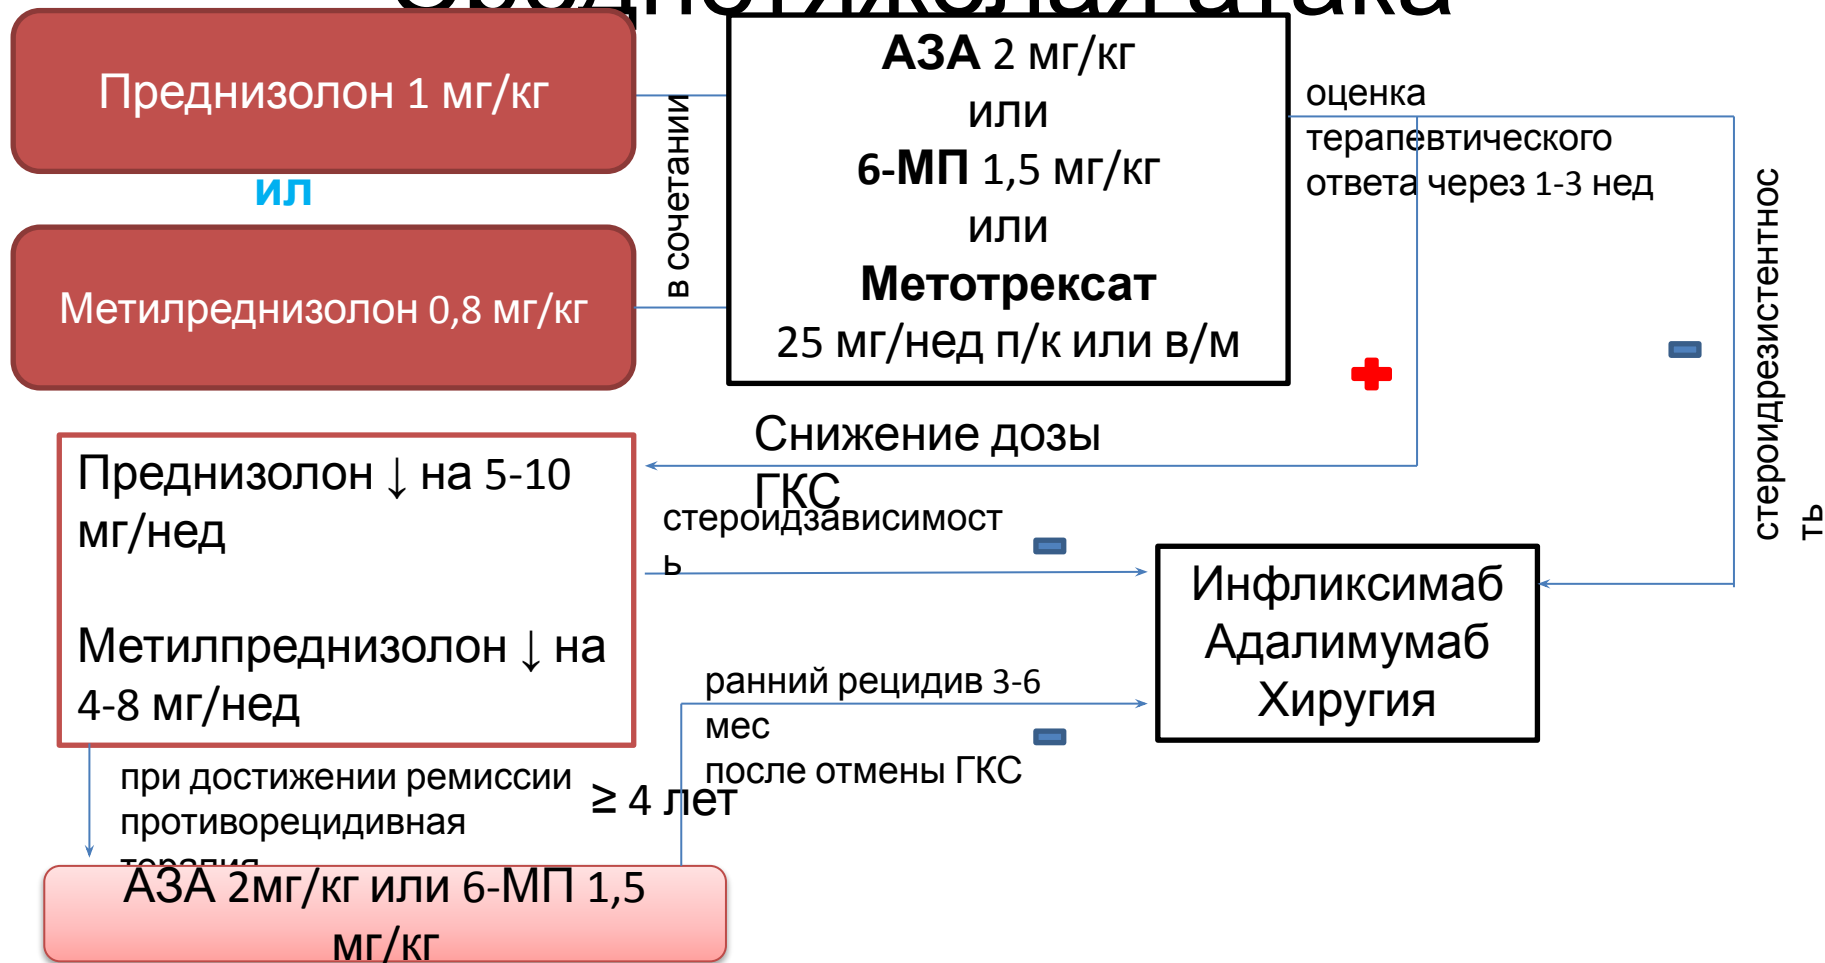 Среднетяжелая атака
Преднизолон 1 мг/кг
ил
Метилреднизолон 0,8 мг/кг
в сочетании
АЗА 2 мг/кг
или
6-МП 1,5 мг/кг
или
Метотрексат
25 мг/нед п/к или в/м
оценка
терапевтического
ответа через 1-3 нед
стероидрезистентнос
ть
Снижение дозы
ГКС
Преднизолон ↓ на 5-10
мг/нед
Метилпреднизолон ↓ на
4-8 мг/нед
стероидзависимост
ь
Инфликсимаб
Адалимумаб
Хиругия
ранний рецидив 3-6
мес
после отмены ГКС
при достижении ремиссии
противорецидивная
терапия
≥ 4 лет
АЗА 2мг/кг или 6-МП 1,5
мг/кг